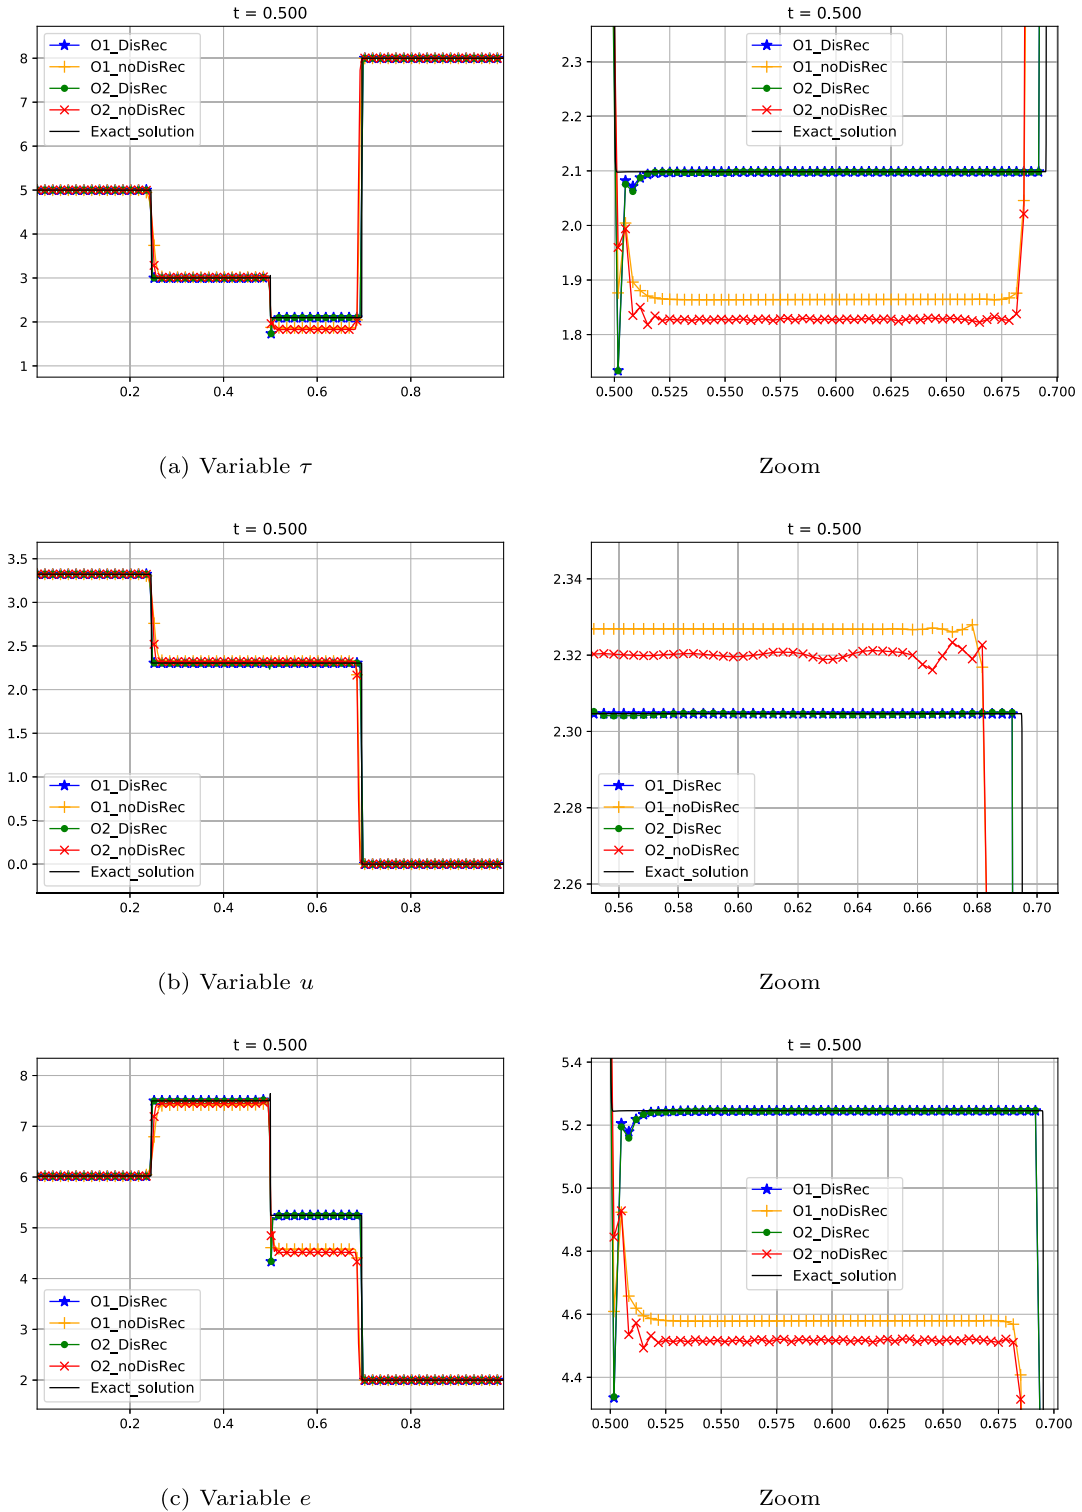 t = 0.500
O1_DisRec
O1_noDisRec
O2_DisRec
O2_noDisRec
Exact_solution
8
7
6
5
4
3
2
1
0.2 0.4 0.6 0.8
(a) Variable τ
t = 0.500
O1_DisRec
O1_noDisRec
O2_DisRec
O2_noDisRec
Exact_solution
2.3
2.2
2.1
2.0
1.9
1.8
0.500 0.525 0.550 0.575 0.600 0.625 0.650 0.675 0.700
Zoom
t = 0.500
3.5
3.0
2.5
2.0
1.5
1.0
0.5
0.0
O1_DisRec
O1_noDisRec
O2_DisRec
O2_noDisRec
Exact_solution
0.2 0.4 0.6 0.8
(b) Variable u
t = 0.500
2.34
2.32
2.30
2.28
2.26
O1_DisRec
O1_noDisRec
O2_DisRec
O2_noDisRec
Exact_solution
0.56 0.58 0.60 0.62 0.64 0.66 0.68 0.70
Zoom
t = 0.500
8
7
6
5
4
3
2
O1_DisRec
O1_noDisRec
O2_DisRec
O2_noDisRec
Exact_solution
0.2 0.4 0.6 0.8
(c) Variable e
t = 0.500
5.4
5.2
5.0
4.8
4.6
4.4
O1_DisRec
O1_noDisRec
O2_DisRec
O2_noDisRec
Exact_solution
0.500 0.525 0.550 0.575 0.600 0.625 0.650 0.675 0.700
Zoom